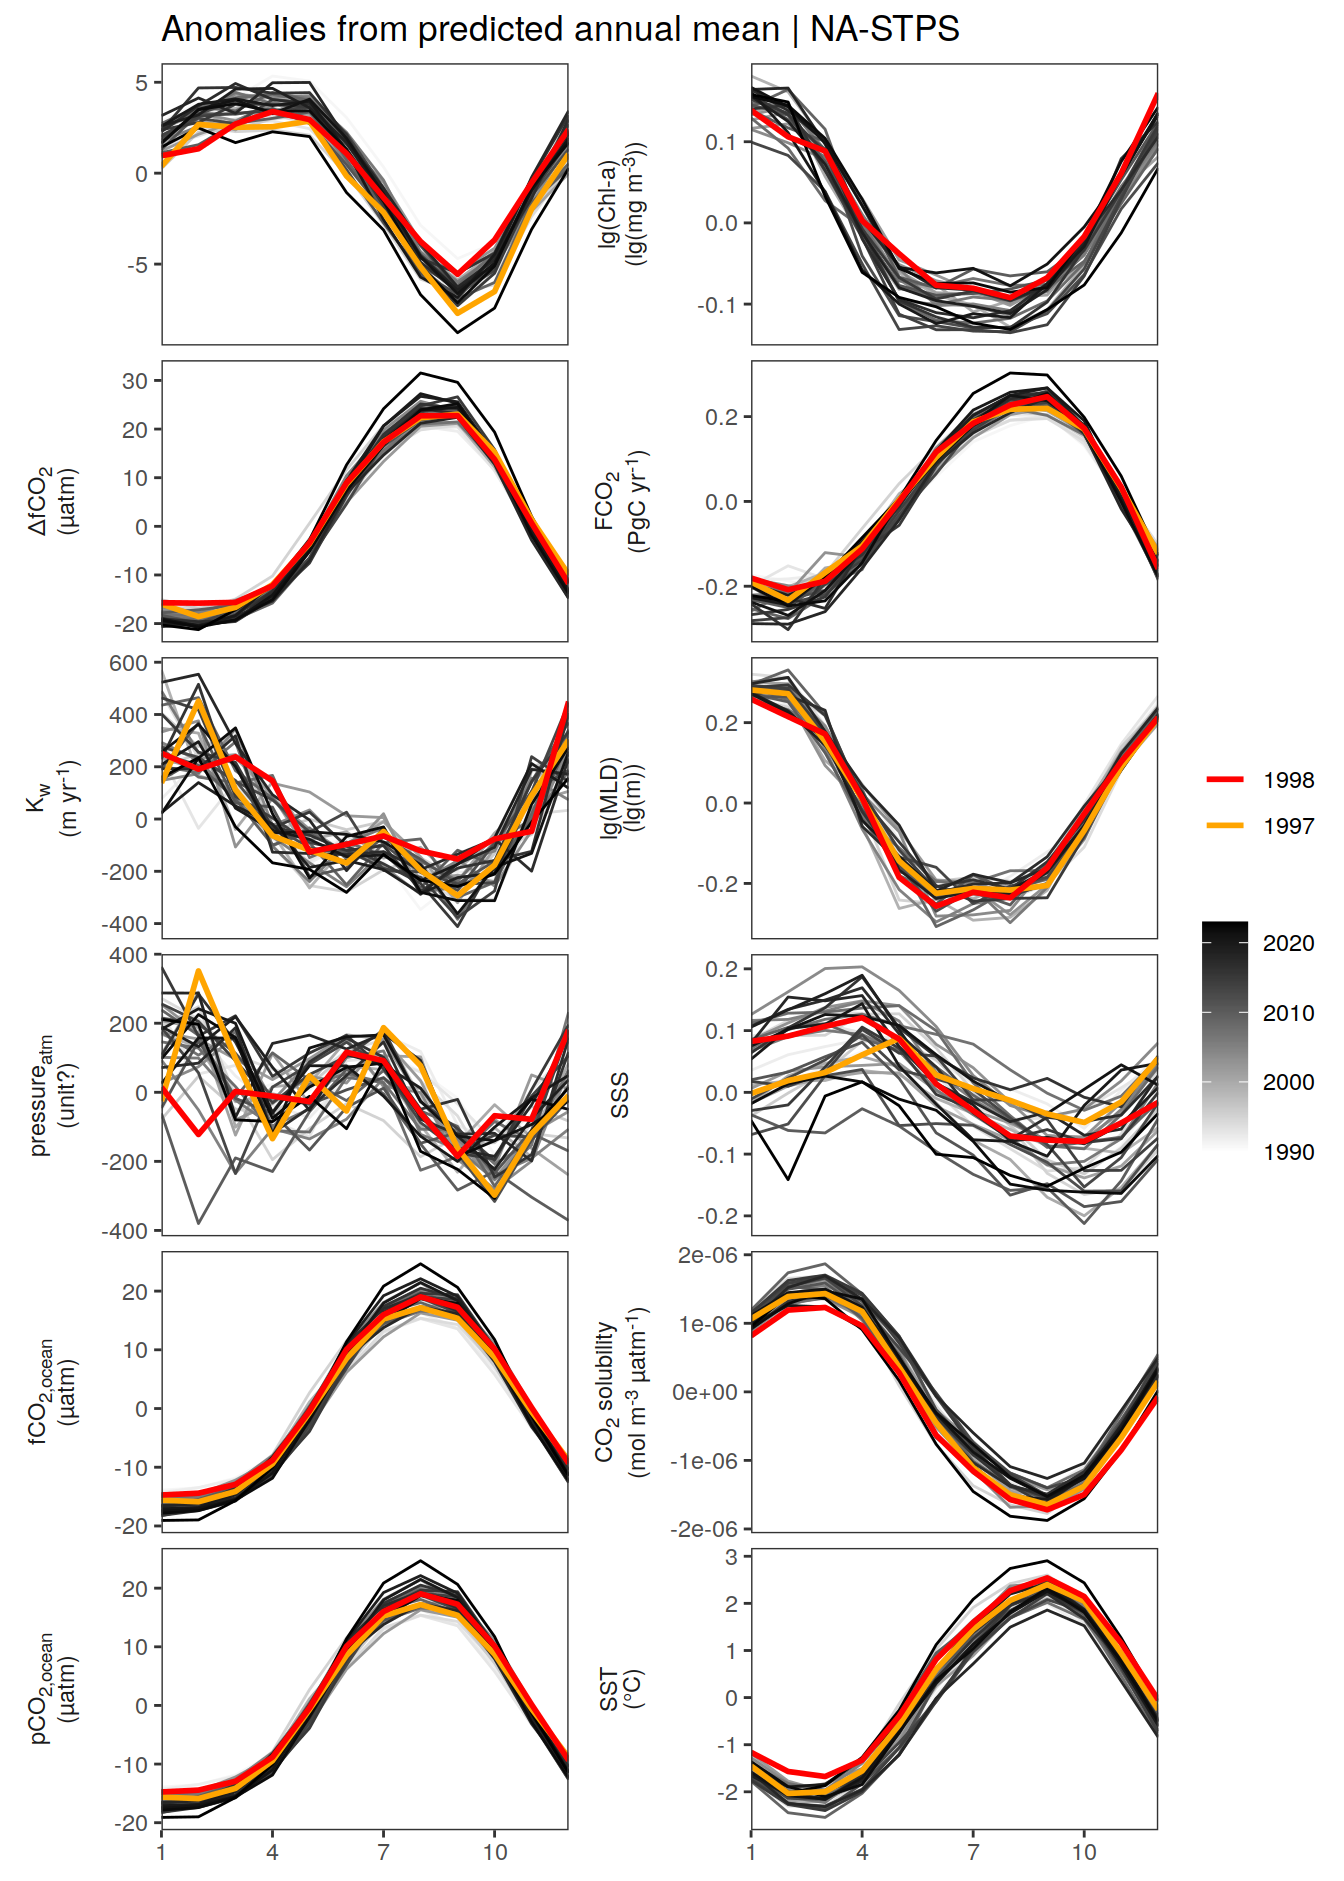 Anomalies from predicted annual mean | NA-STPS
5
0
-5
lg(Chl-a)
(lg(mg m-3))
0.1
0.0
-0.1
ΔfCO2
(µatm)
30
20
10
0
-10
-20
FCO2
(PgC yr-1)
0.2
0.0
-0.2
Kw
(m yr-1)
600
400
200
0
-200
-400
lg(MLD)
(lg(m))
0.2
0.0
-0.2
pressureatm
(unit?)
400
200
0
-200
-400
SSS
0.2
0.1
0.0
-0.1
-0.2
fCO2,ocean
(µatm)
20
10
0
-10
-20
CO2 solubility
(mol m-3 µatm-1)
2e-06
1e-06
0e+00
-1e-06
-2e-06
pCO2,ocean
(µatm)
20
10
0
-10
-20
SST
(°C)
3
2
1
0
-1
-2
1 4 7 10
1 4 7 10
1998
1997
2020
2010
2000
1990